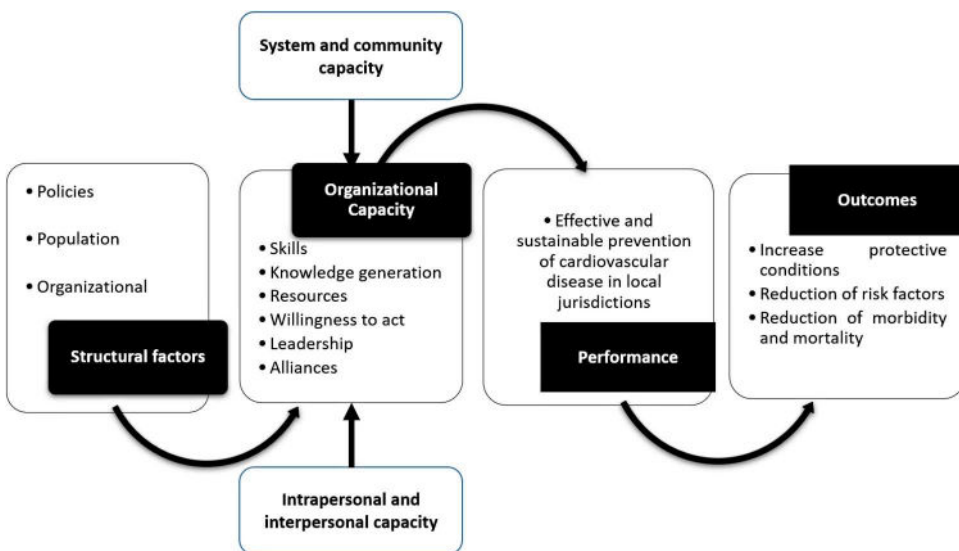 System and community
capacity
• Policies
• Population
• Organizational
Structural factors
Organizational
Capacity
• Skills
• Knowledge generation
• Resources
• Willingness to act
• Leadership
• Alliances
• Effective and
sustainable prevention
of cardiovascular
disease in local
jurisdictions
Performance
Outcomes
• Increase protective
conditions
• Reduction of risk factors
• Reduction of morbidity
and mortality
Intrapersonal and
interpersonal capacity